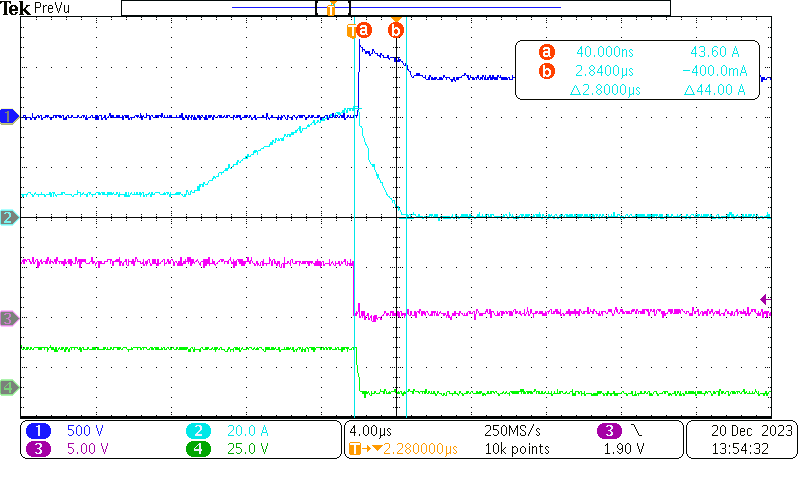 Tek PreVu
T
T a b
a 40.000ns 43.60 A
b 2.8400µs −400.0mA
△2.8000µs △44.00 A
1
2
3
4
1 500 V 2 20.0 A 4.00µs 250MS/s 3 20 Dec 2023
3 5.00 V 4 25.0 V T→▼2.280000µs 10k points 1.90 V 13:54:32